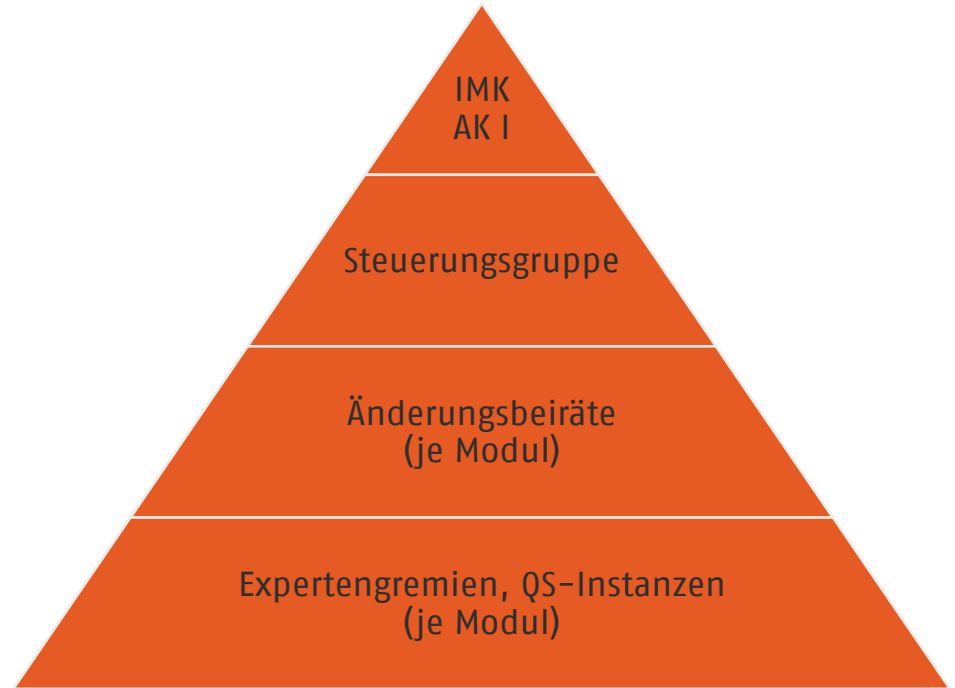 IMK
AK I
Steuerungsgruppe
Änderungsbeiräte
(je Modul)
Expertengremien, QS-Instanzen
(je Modul)